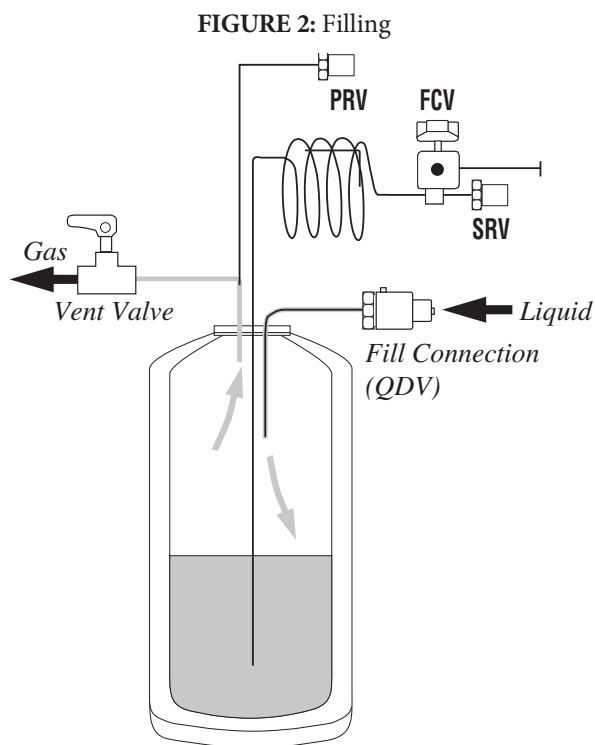 FIGURE 2: Filling
PRV
FCV
SRV
Gas
Vent Valve
Liquid
Fill Connection
(QDV)